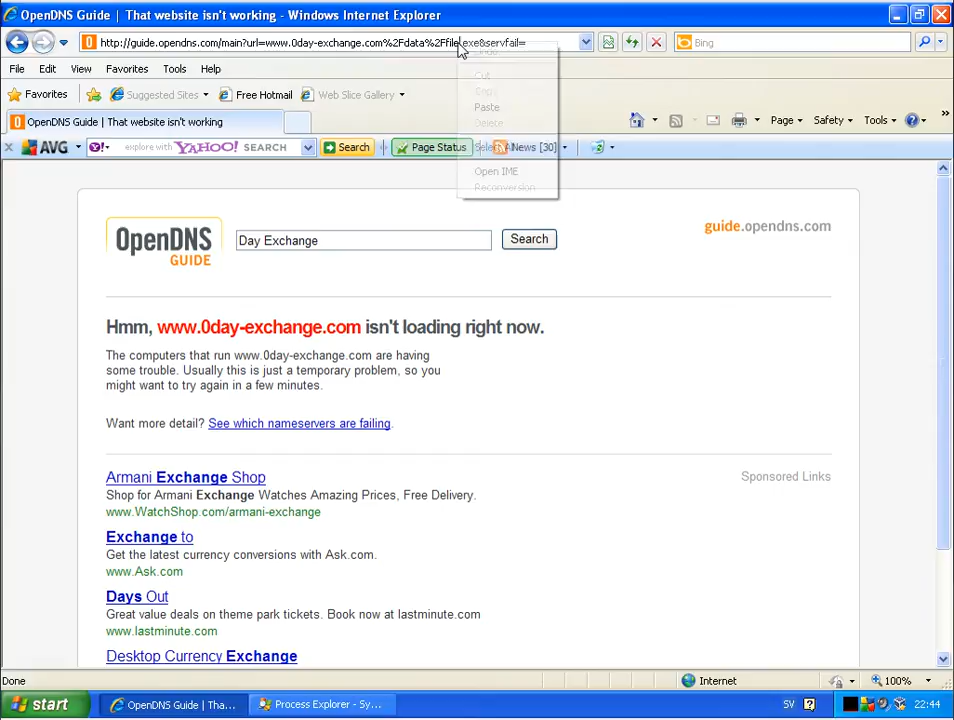 OpenDNS Guide | That website isn't working - Windows Internet Explorer
http://guide.opendns.com/main?url=www.0day-exchange.com%2Fdata%2Ffile.exe&servfail=
Bing
File Edit View Favorites Tools Help
Favorites Suggested Sites Free Hotmail Web Slice Gallery
OpenDNS Guide | That website isn't working
Page Safety Tools
AVG Y! explore with YAHOO! SEARCH Search Page Status News [30]
Cut
Copy
Paste
Delete
Open IME
Reconversion
OpenDNS
GUIDE
Day Exchange
Search
guide.opendns.com
Hmm, www.0day-exchange.com isn't loading right now.
The computers that run www.0day-exchange.com are having
some trouble. Usually this is just a temporary problem, so you
might want to try again in a few minutes.
Want more detail? See which nameservers are failing.
Armani Exchange Shop
Sponsored Links
Shop for Armani Exchange Watches Amazing Prices, Free Delivery.
www.WatchShop.com/armani-exchange
Exchange to
Get the latest currency conversions with Ask.com.
www.Ask.com
Days Out
Great value deals on theme park tickets. Book now at lastminute.com
www.lastminute.com
Desktop Currency Exchange
Done Internet 100%
start OpenDNS Guide | Tha... Process Explorer - Sy... SV 22:44